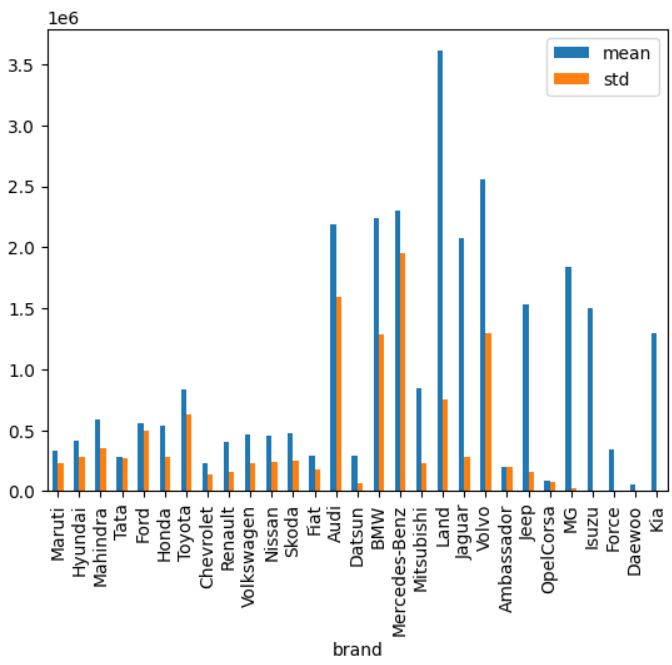 1e6
mean
std
3.5
3.0
2.5
2.0
1.5
1.0
0.5
0.0
Maruti
Hyundai
Mahindra
Tata
Ford
Honda
Toyota
Chevrolet
Renault
Volkswagen
Nissan
Skoda
Fiat
Audi
Datsun
BMW
Mercedes-Benz
Mitsubishi
Land
Jaguar
Volvo
Ambassador
Jeep
OpelCorsa
MG
Isuzu
Force
Daewoo
Kia
brand